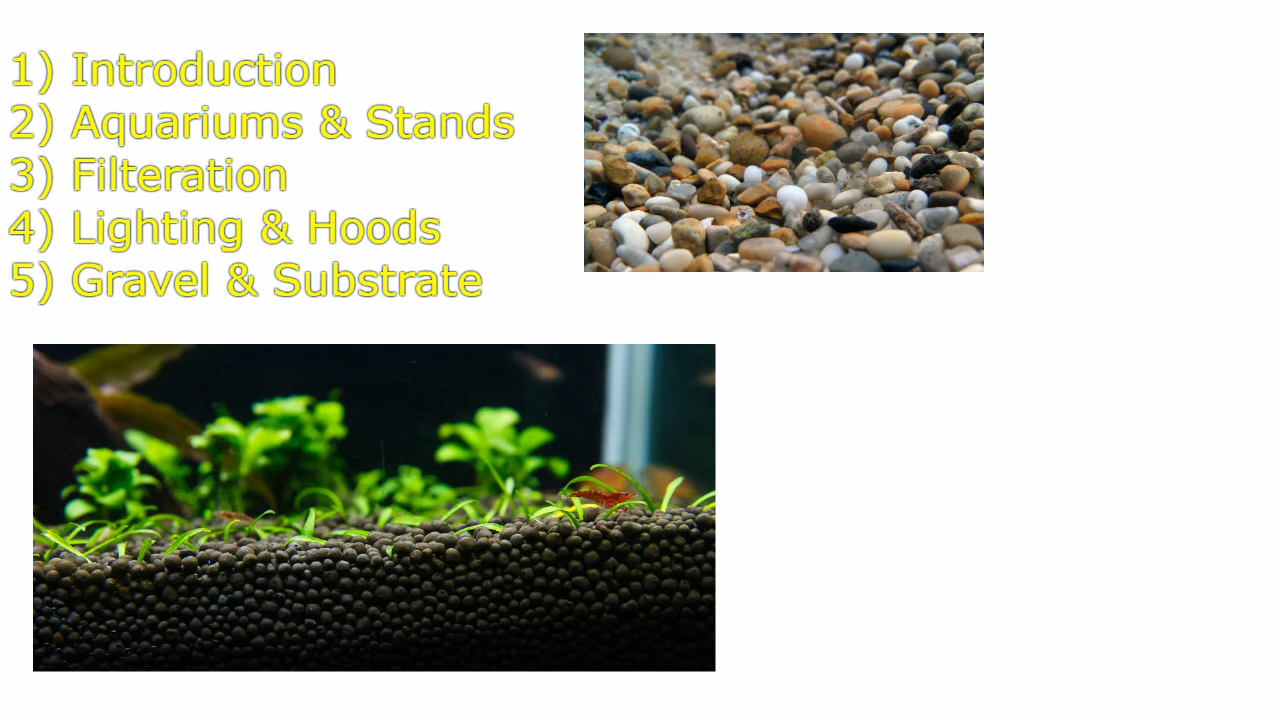 1) Introduction
2) Aquariums & Stands
3) Filteration
4) Lighting & Hoods
5) Gravel & Substrate